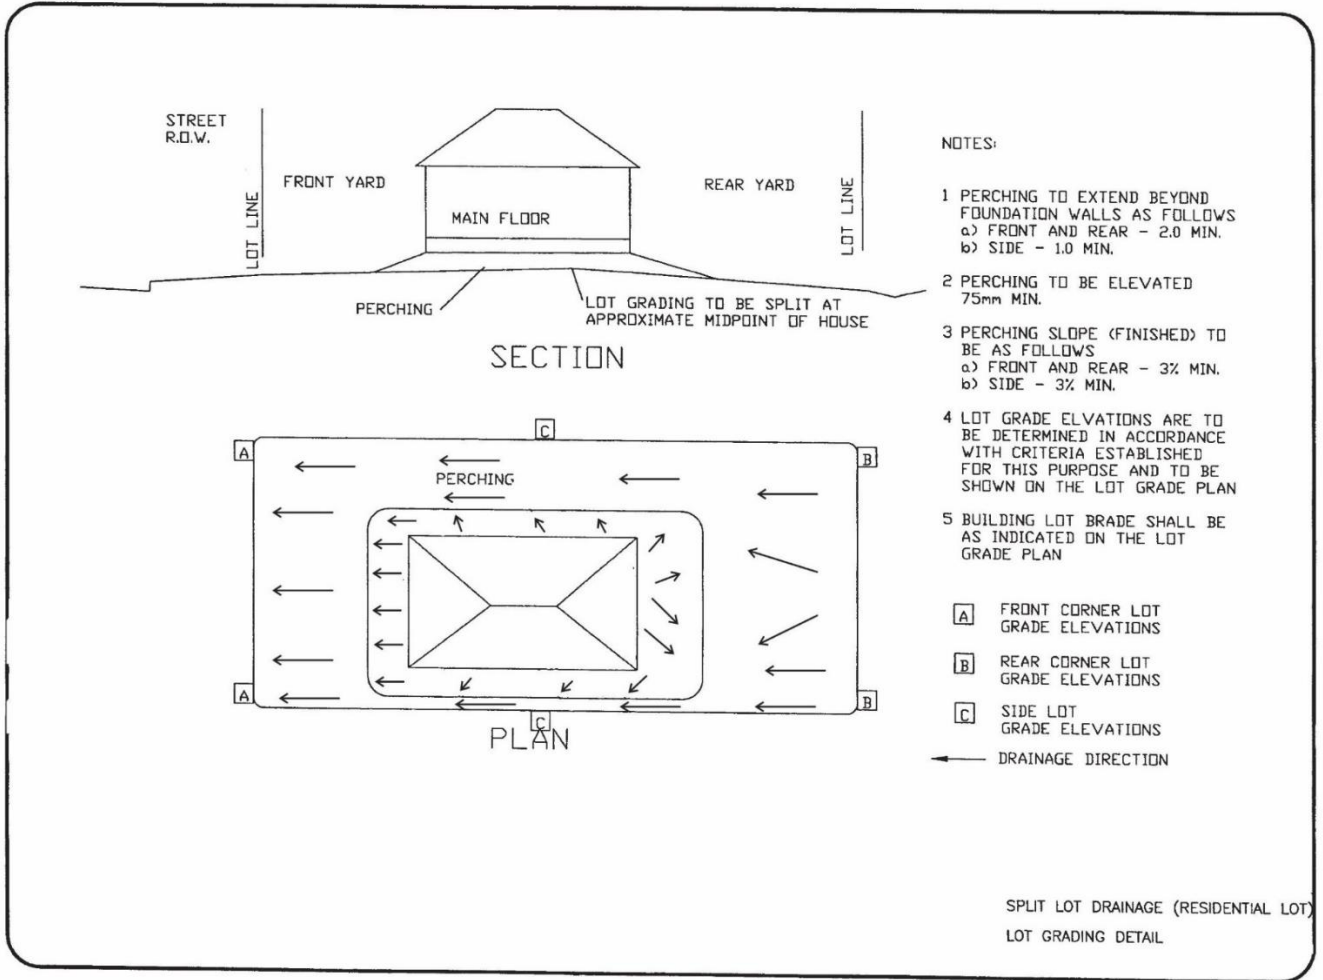 STREET
R.O.W.
LOT LINE
FRONT YARD
MAIN FLOOR
REAR YARD
LOT LINE
PERCHING
LOT GRADING TO BE SPLIT AT
APPROXIMATE MIDPOINT OF HOUSE
SECTION
A
C
B
PERCHING
A
C
B
PLAN
NOTES:
1 PERCHING TO EXTEND BEYOND
FOUNDATION WALLS AS FOLLOWS
a) FRONT AND REAR - 2.0 MIN.
b) SIDE - 1.0 MIN.
2 PERCHING TO BE ELEVATED
75mm MIN.
3 PERCHING SLOPE (FINISHED) TO
BE AS FOLLOWS
a) FRONT AND REAR - 3% MIN.
b) SIDE - 3% MIN.
4 LOT GRADE ELVATIONS ARE TO
BE DETERMINED IN ACCORDANCE
WITH CRITERIA ESTABLISHED
FOR THIS PURPOSE AND TO BE
SHOWN ON THE LOT GRADE PLAN
5 BUILDING LOT BRADE SHALL BE
AS INDICATED ON THE LOT
GRADE PLAN
A FRONT CORNER LOT
GRADE ELEVATIONS
B REAR CORNER LOT
GRADE ELEVATIONS
C SIDE LOT
GRADE ELEVATIONS
DRAINAGE DIRECTION
SPLIT LOT DRAINAGE (RESIDENTIAL LOT)
LOT GRADING DETAIL